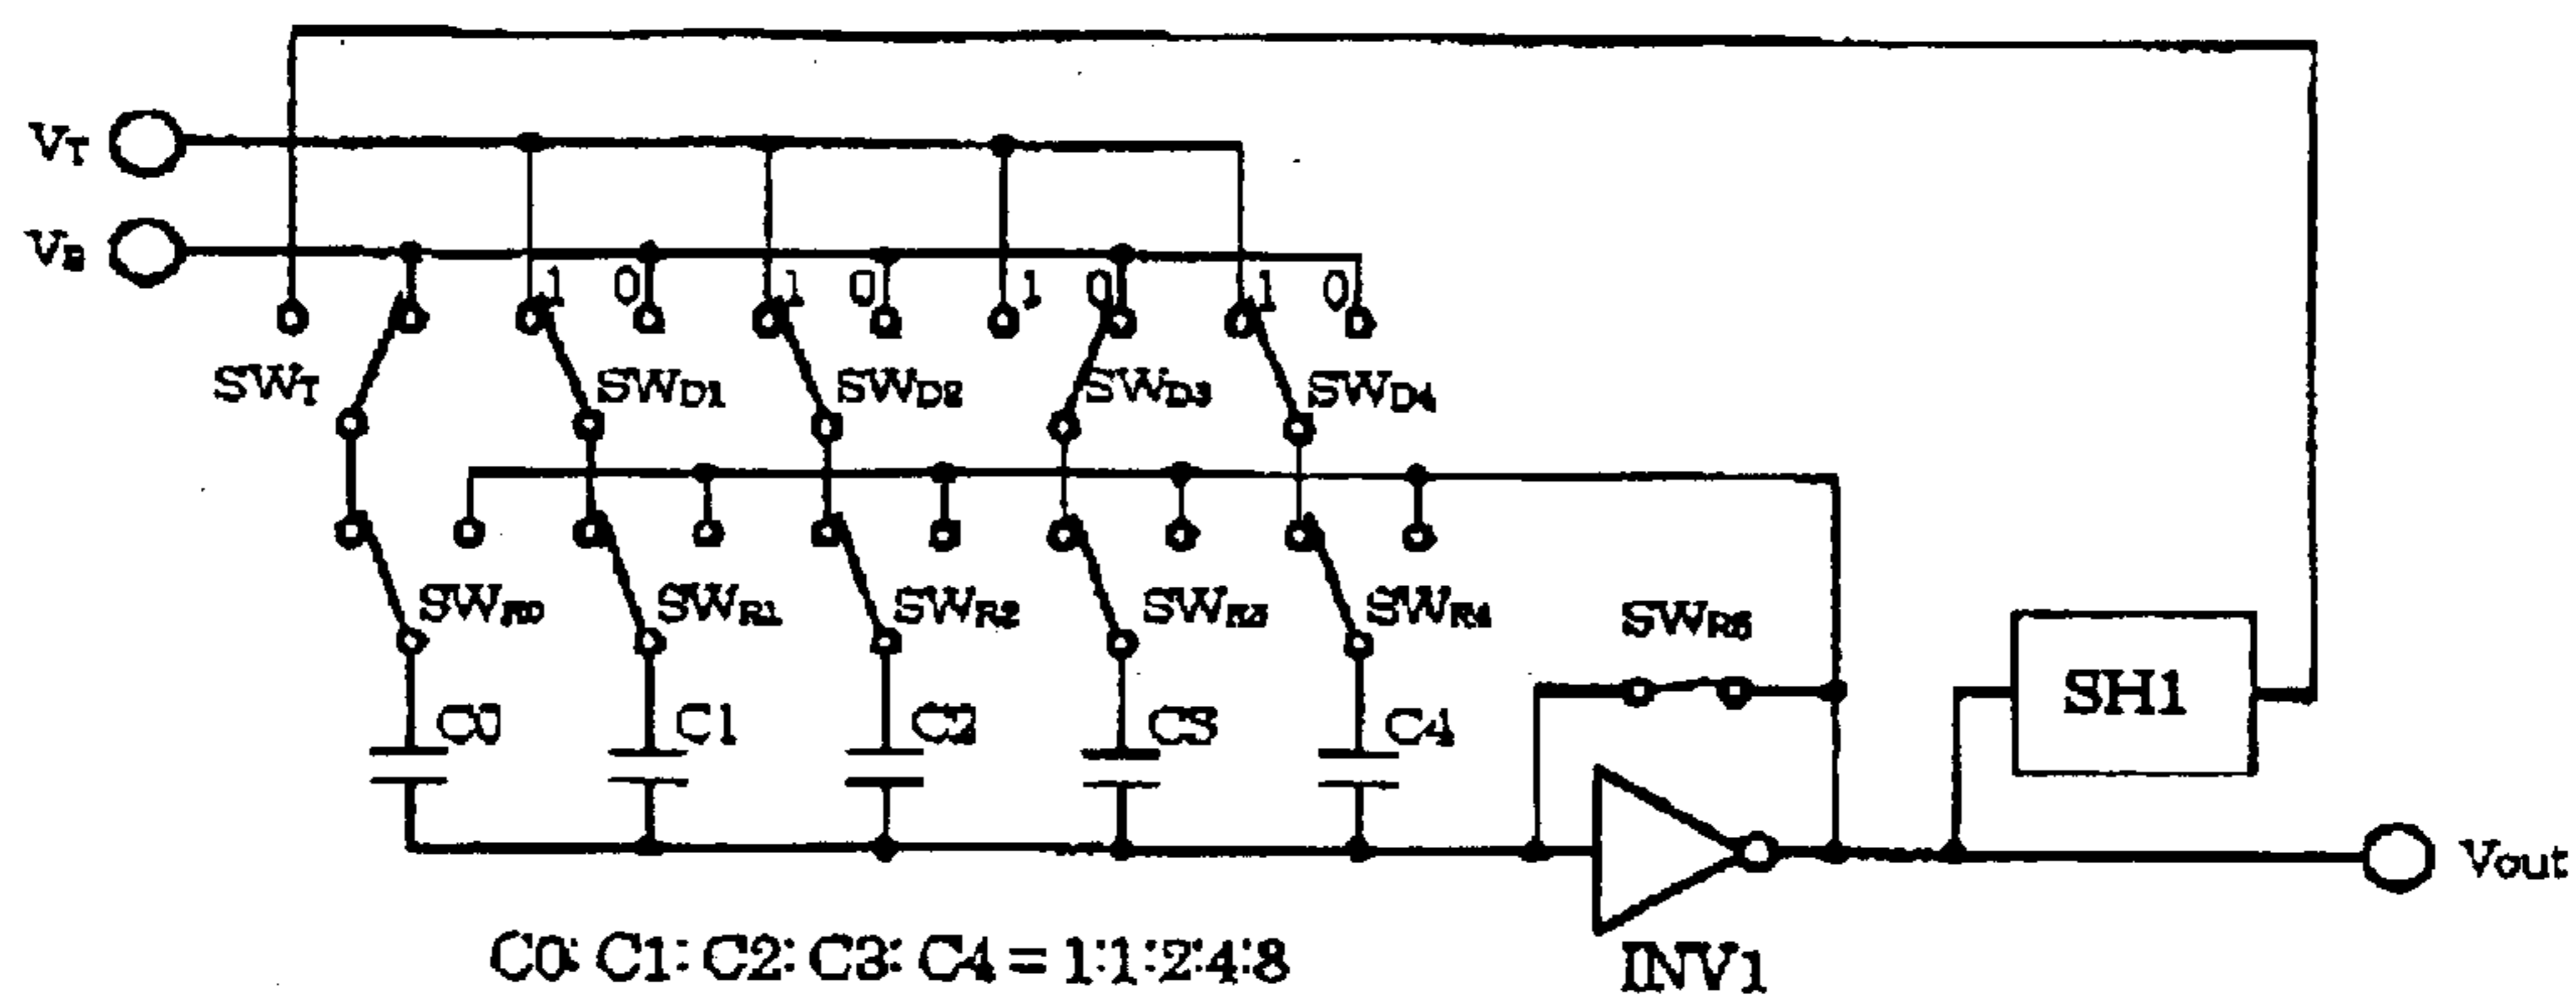 VT
VB
1 0 1 0 1 0 1 0
SWT SWD1 SWD2 SWD3 SWD4
SWR0 SWR1 SWR2 SWR3 SWR4 SWR5
SH1
C0 C1 C2 C3 C4
Vout
C0: C1: C2: C3: C4 = 1:1:2:4:8
INV1